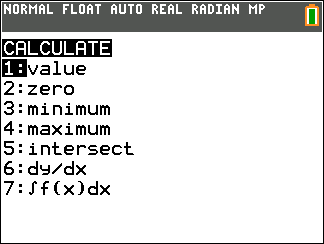 NORMAL FLOAT AUTO REAL RADIAN MP
CALCULATE
1:value
2:zero
3:minimum
4:maximum
5:intersect
6:dy/dx
7:∫f(x)dx